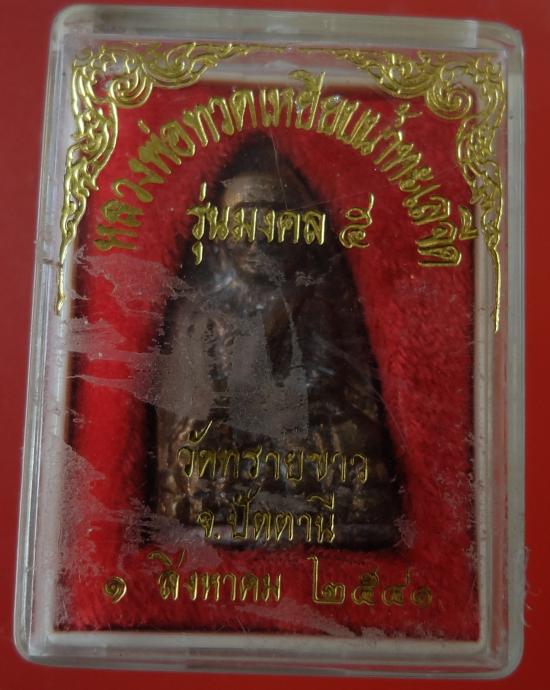 หลวงพ่อทวดเหยียบน้ำทะเลจืด
รุ่นมงคล ๕
วัดทรายขาว
จ.ปัตตานี
๑ สิงหาคม ๒๕๔๑